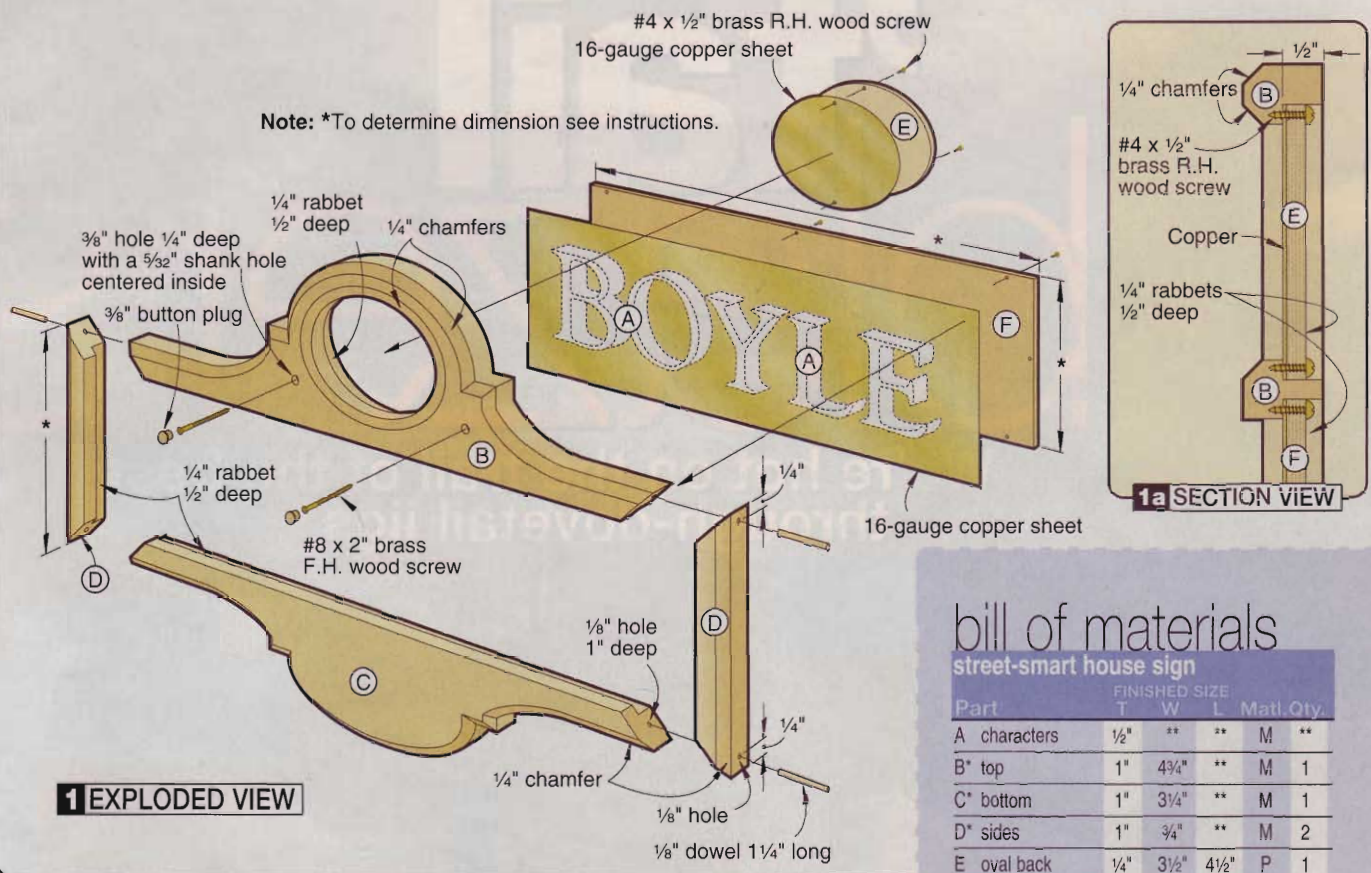 #4 x ½" brass R.H. wood screw
16-gauge copper sheet
Note: *To determine dimension see instructions.
E
¼" rabbet
½" deep
¼" chamfers
⅜" hole ¼" deep
with a 5/32" shank hole
centered inside
⅜" button plug
*
BOYLE
A
A
F
*
*
B
¼" rabbet
½" deep
D
#8 x 2" brass
F.H. wood screw
¼"
16-gauge copper sheet
C
⅛" hole
1" deep
D
¼"
¼" chamfer
⅛" hole
⅛" dowel 1¼" long
1 EXPLODED VIEW
½"
¼" chamfers
B
#4 x ½"
brass R.H.
wood screw
E
Copper
¼" rabbets
½" deep
B
F
1a SECTION VIEW
bill of materials
street-smart house sign
FINISHED SIZE
Part T W L Matl. Qty.
A characters ½" ** ** M **
B* top 1" 4¾" ** M 1
C* bottom 1" 3¼" ** M 1
D* sides 1" ¾" ** M 2
E oval back ¼" 3½" 4½" P 1